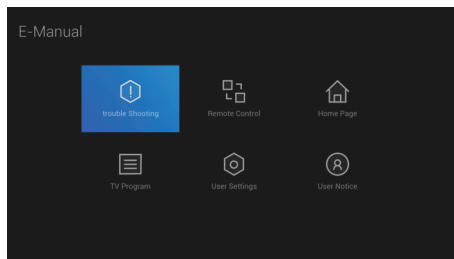 E-Manual
trouble Shooting
Remote Control
Home Page
TV Program
User Settings
User Notice